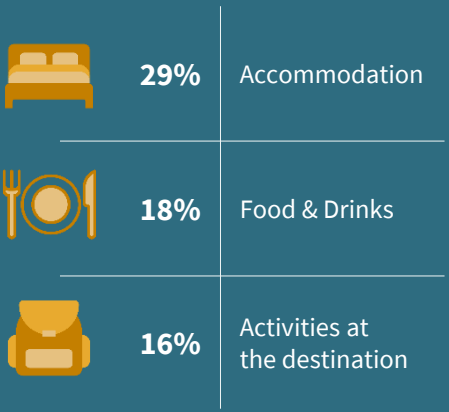 29% Accommodation
18% Food & Drinks
16% Activities at
the destination